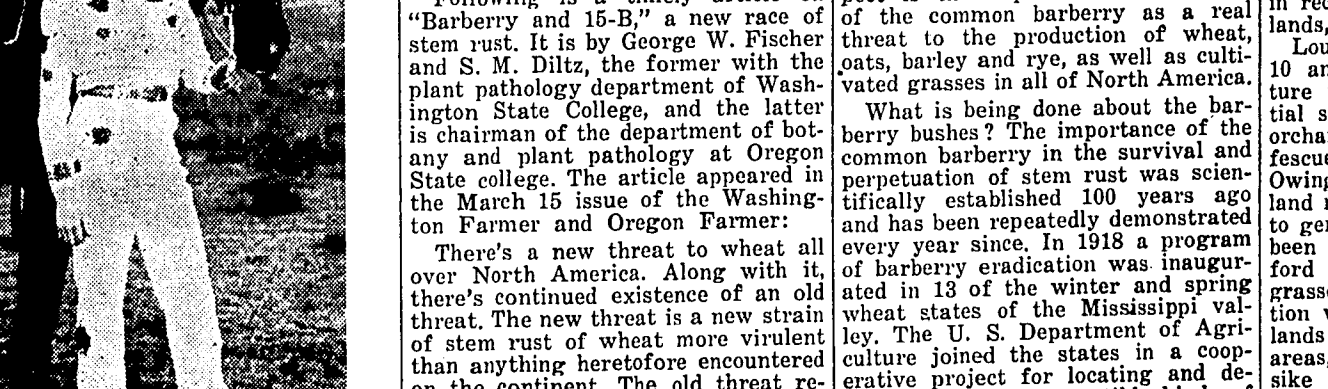 Following is a timely article on
"Barberry and 15-B," a new race of
stem rust. It is by George W. Fischer
and S. M. Diltz, the former with the
plant pathology department of Wash-
ington State College, and the latter
is chairman of the department of bot-
any and plant pathology at Oregon
State college. The article appeared in
the March 15 issue of the Washing-
ton Farmer and Oregon Farmer:
There's a new threat to wheat all
over North America. Along with it,
there's continued existence of an old
threat. The new threat is a new strain
of stem rust of wheat more virulent
than anything heretofore encountered
on the continent. The old threat re-
of the common barberry as a real
threat to the production of wheat,
oats, barley and rye, as well as culti-
vated grasses in all of North America.
What is being done about the bar-
berry bushes? The importance of the
common barberry in the survival and
perpetuation of stem rust was scien-
tifically established 100 years ago
and has been repeatedly demonstrated
every year since. In 1918 a program
of barberry eradication was inaugur-
ated in 13 of the winter and spring
wheat states of the Mississippi val-
ley. The U. S. Department of Agri-
culture joined the states in a coop-
erative project for locating and de-
lands,
Lou
10 an
ture
tial s
orcha
fescue
Owing
land
to ge
been
ford
grass
tion
lands
areas,
sike